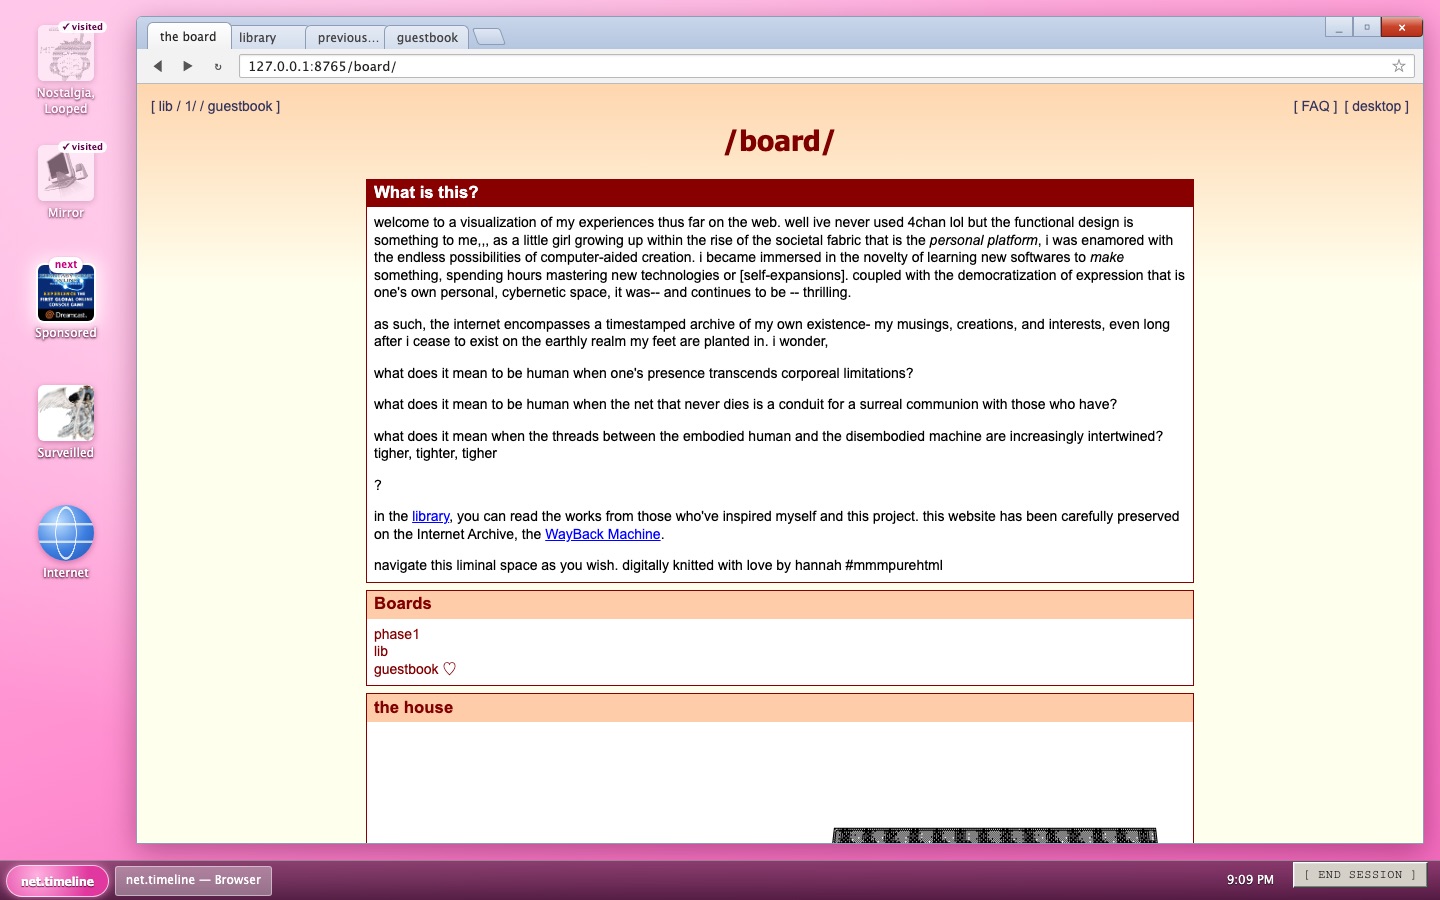 ✓ visited
Nostalgia,
Looped
✓ visited
Mirror
next
EXPERIENCE THE
FIRST GLOBAL ONLINE
CONSOLE GAME
Dreamcast.
Sponsored
Surveilled
Internet
the board
library
previous...
guestbook
127.0.0.1:8765/board/
[ lib / 1/ / guestbook ]
[ FAQ ] [ desktop ]
/board/
What is this?
welcome to a visualization of my experiences thus far on the web. well ive never used 4chan lol but the functional design is
something to me,,, as a little girl growing up within the rise of the societal fabric that is the personal platform, i was enamored with
the endless possibilities of computer-aided creation. i became immersed in the novelty of learning new softwares to make
something, spending hours mastering new technologies or [self-expansions]. coupled with the democratization of expression that is
one's own personal, cybernetic space, it was-- and continues to be -- thrilling.
as such, the internet encompasses a timestamped archive of my own existence- my musings, creations, and interests, even long
after i cease to exist on the earthly realm my feet are planted in. i wonder,
what does it mean to be human when one's presence transcends corporeal limitations?
what does it mean to be human when the net that never dies is a conduit for a surreal communion with those who have?
what does it mean when the threads between the embodied human and the disembodied machine are increasingly intertwined?
tigher, tighter, tigher
?
in the library, you can read the works from those who've inspired myself and this project. this website has been carefully preserved
on the Internet Archive, the WayBack Machine.
navigate this liminal space as you wish. digitally knitted with love by hannah #mmmpurehtml
Boards
phase1
lib
guestbook ♡
the house
net.timeline
net.timeline — Browser
9:09 PM
[ END SESSION ]